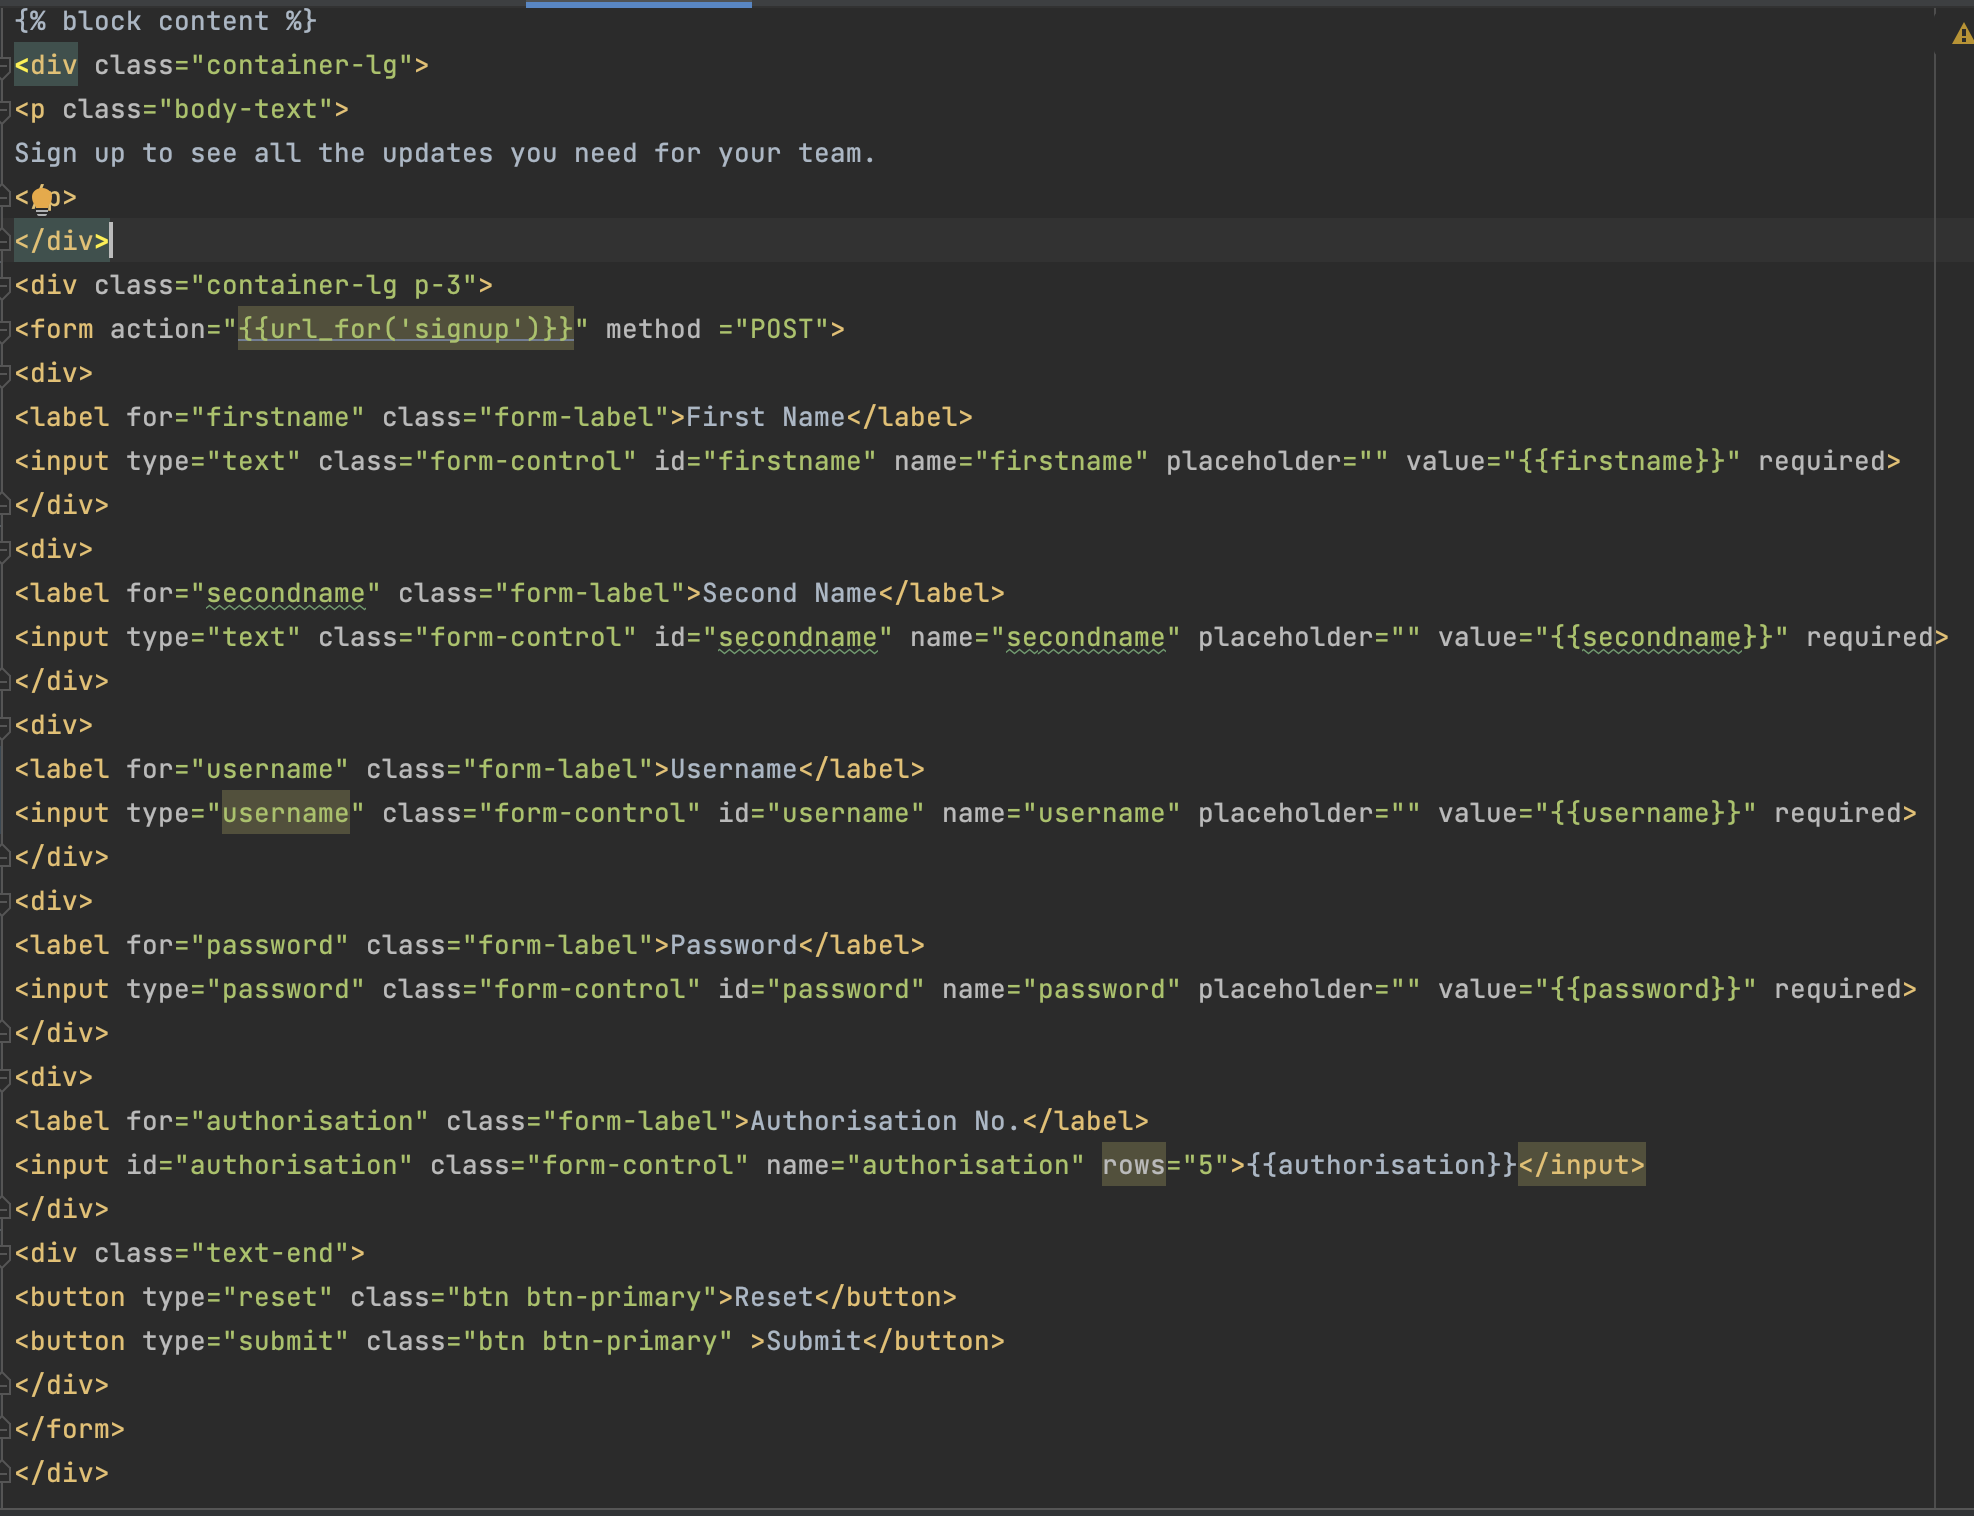 {% block content %}
<div class="container-lg">
<p class="body-text">
Sign up to see all the updates you need for your team.
</p>
</div>
<div class="container-lg p-3">
<form action="{{url_for('signup')}}" method ="POST">
<div>
<label for="firstname" class="form-label">First Name</label>
<input type="text" class="form-control" id="firstname" name="firstname" placeholder="" value="{{firstname}}" required>
</div>
<div>
<label for="secondname" class="form-label">Second Name</label>
<input type="text" class="form-control" id="secondname" name="secondname" placeholder="" value="{{secondname}}" required>
</div>
<div>
<label for="username" class="form-label">Username</label>
<input type="username" class="form-control" id="username" name="username" placeholder="" value="{{username}}" required>
</div>
<div>
<label for="password" class="form-label">Password</label>
<input type="password" class="form-control" id="password" name="password" placeholder="" value="{{password}}" required>
</div>
<div>
<label for="authorisation" class="form-label">Authorisation No.</label>
<input id="authorisation" class="form-control" name="authorisation" rows="5">{{authorisation}}</input>
</div>
<div class="text-end">
<button type="reset" class="btn btn-primary">Reset</button>
<button type="submit" class="btn btn-primary" >Submit</button>
</div>
</form>
</div>